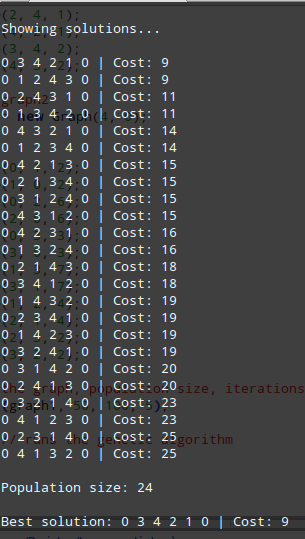 (2, 4, 1);
Showing solutions...
(3, 4, 2);
0 3 4 2 1 0 | Cost: 9
0 1 2 4 3 0 | Cost: 9
0 2 4 3 1 0 | Cost: 11
0 1 3 4 2 0 | Cost: 11
0 4 3 2 1 0 | Cost: 14
0 1 2 3 4 0 | Cost: 14
0 4 2 1 3 0 | Cost: 15
0 2 1 3 4 0 | Cost: 15
0 3 1 2 4 0 | Cost: 15
0 4 3 1 2 0 | Cost: 15
0 4 2 3 1 0 | Cost: 16
0 1 3 2 4 0 | Cost: 16
0 2 1 4 3 0 | Cost: 18
0 3 4 1 2 0 | Cost: 18
0 1 4 3 2 0 | Cost: 19
0 2 3 4 1 0 | Cost: 19
0 1 4 2 3 0 | Cost: 19
0 3 2 4 1 0 | Cost: 19
0 3 1 4 2 0 | Cost: 20
0 2 4 1 3 0 | Cost: 20
0 3 2 1 4 0 | Cost: 23
0 4 1 2 3 0 | Cost: 23
0 2 3 1 4 0 | Cost: 25
0 4 1 3 2 0 | Cost: 25
Population size: 24
Best solution: 0 3 4 2 1 0 | Cost: 9